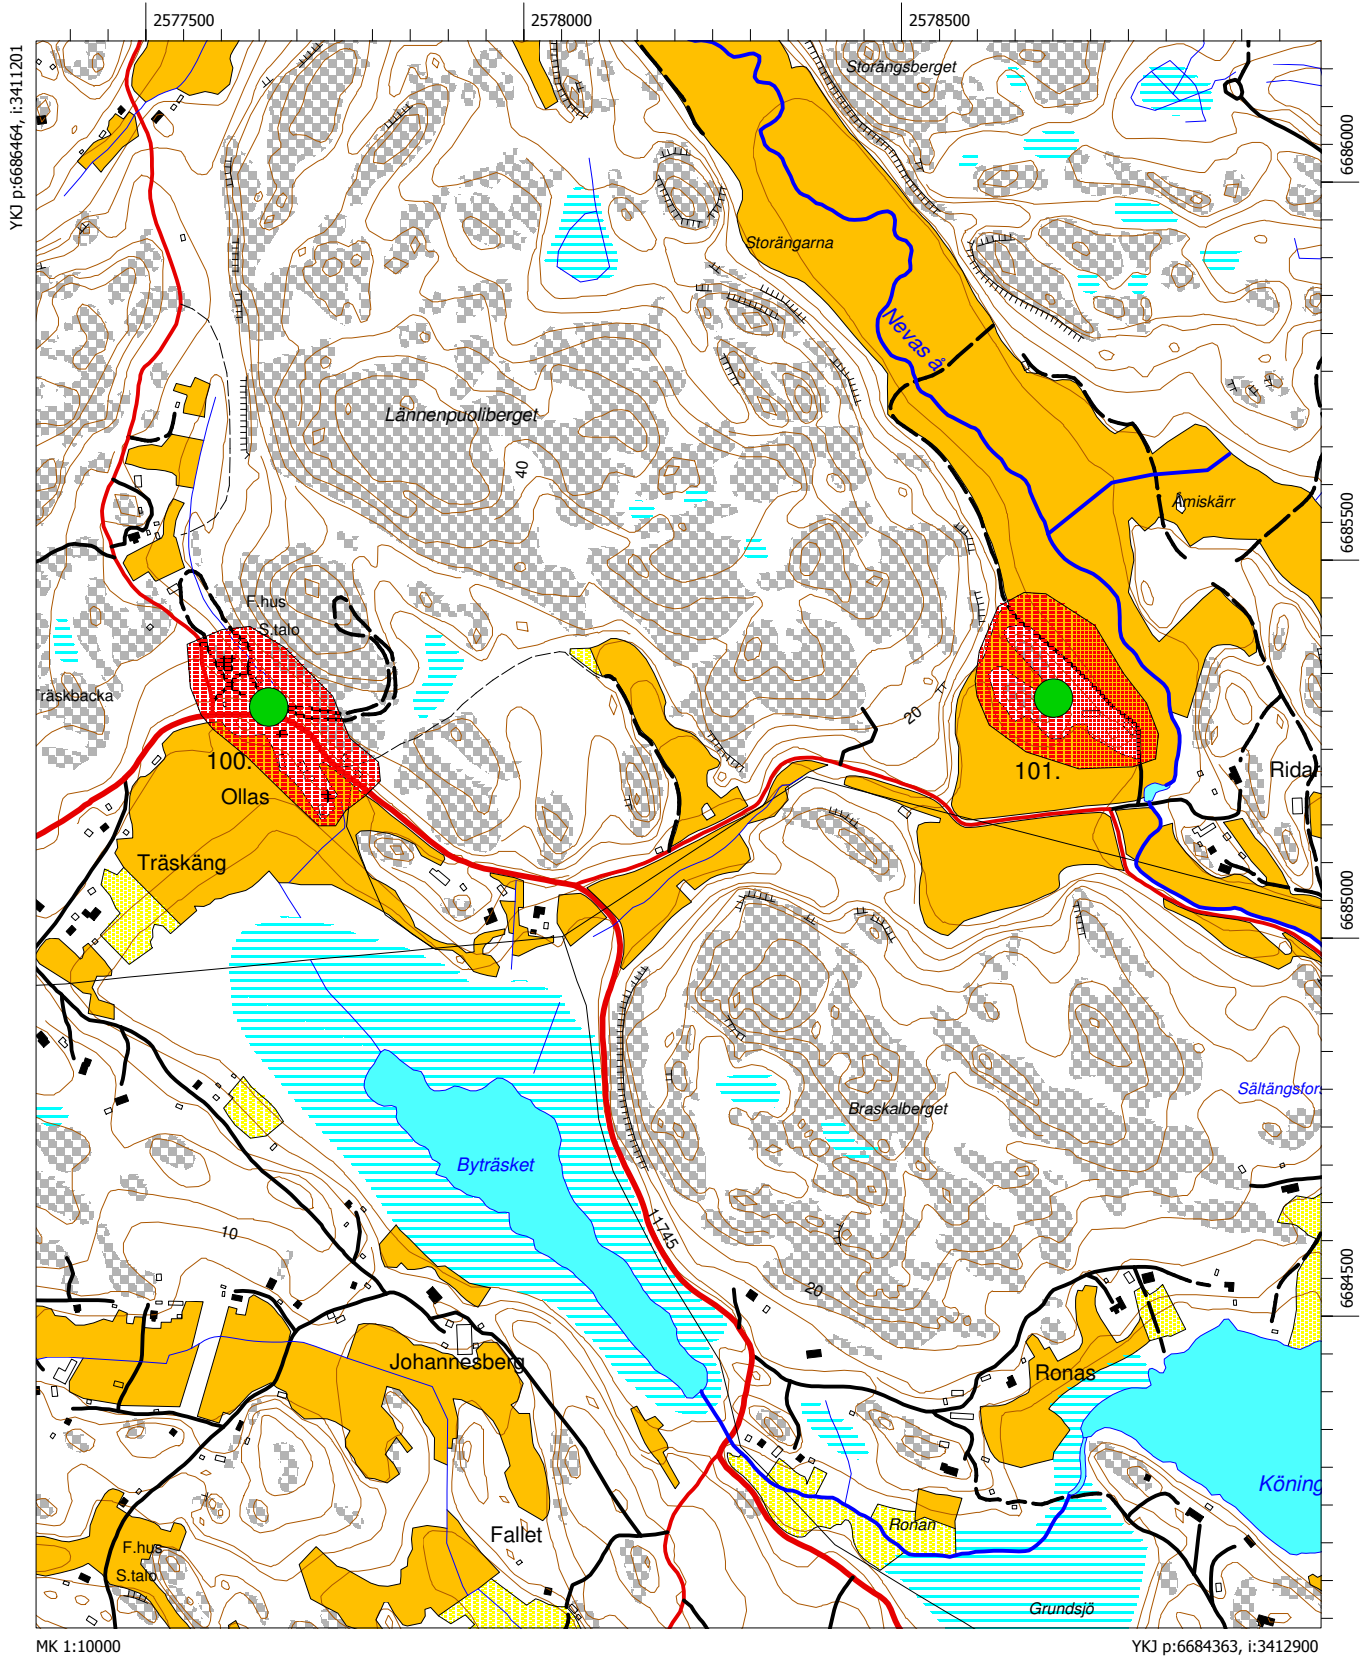 2577500
2578000
2578500
YKJ p:6686464, i:3411201
6686000
6685500
6685000
6684500
Storängsberget
Storängarna
Nevas å
Lännenpuoliberget
40
Åmiskärr
F.hus
S.talo
Träskbacka
20
100.
Ollas
101.
Ridal
Träskäng
Sältängsfors
Braskalberget
Byträsket
10
11745
20
Johannesberg
Ronas
Köning
Ronan
Fallet
F.hus
S.talo
Grundsjö
MK 1:10000
YKJ p:6684363, i:3412900